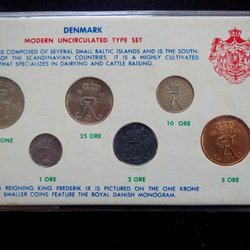 DENMARK
MODERN UNCIRCULATED TYPE SET
IS COMPOSED OF SEVERAL SMALL BALTIC ISLANDS AND IS THE SOUTH-
OF THE SCANDINAVIAN COUNTRIES. IT IS A HIGHLY CULTIVATED
THAT SPECIALIZES IN DAIRYING AND CATTLE RAISING.
ONE
25 ORE
10 ORE
1 ORE
2 ORE
5 ORE
REIGNING KING FREDERIK IX IS PICTURED ON THE ONE KRONE
SMALLER COINS FEATURE THE ROYAL DANISH MONOGRAM.